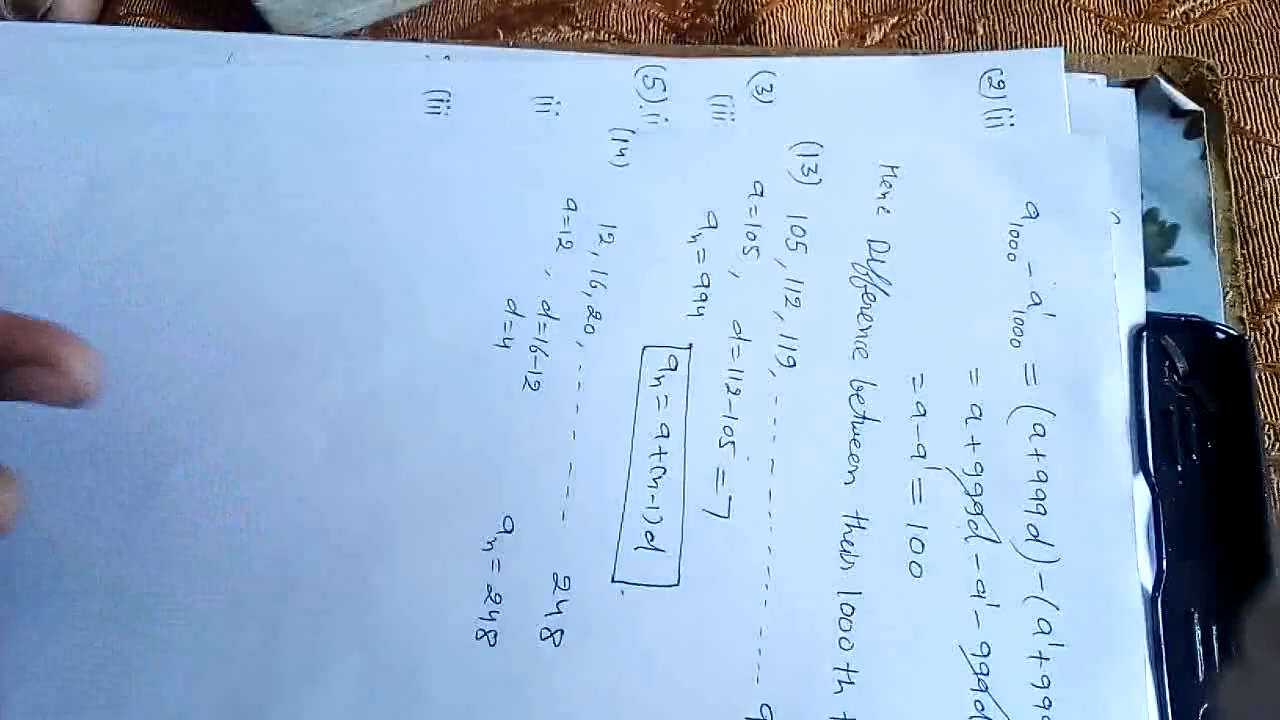 (2) (ii
a1000 - a'1000 = (a+999d) - (a'+99
= a+999d - a' - 999d
= a-a' = 100
Here Difference between their 1000th
(13) 105, 112, 119, - - - - - - - - - - - - - 9
(3) a=105, d=112-105 = 7
(ii an = 994
an = a+(n-1)d
(5).i
(14) 12, 16, 20, - - - - - - - - 248
(ii a=12, d=16-12 an = 248
d=4
(iii